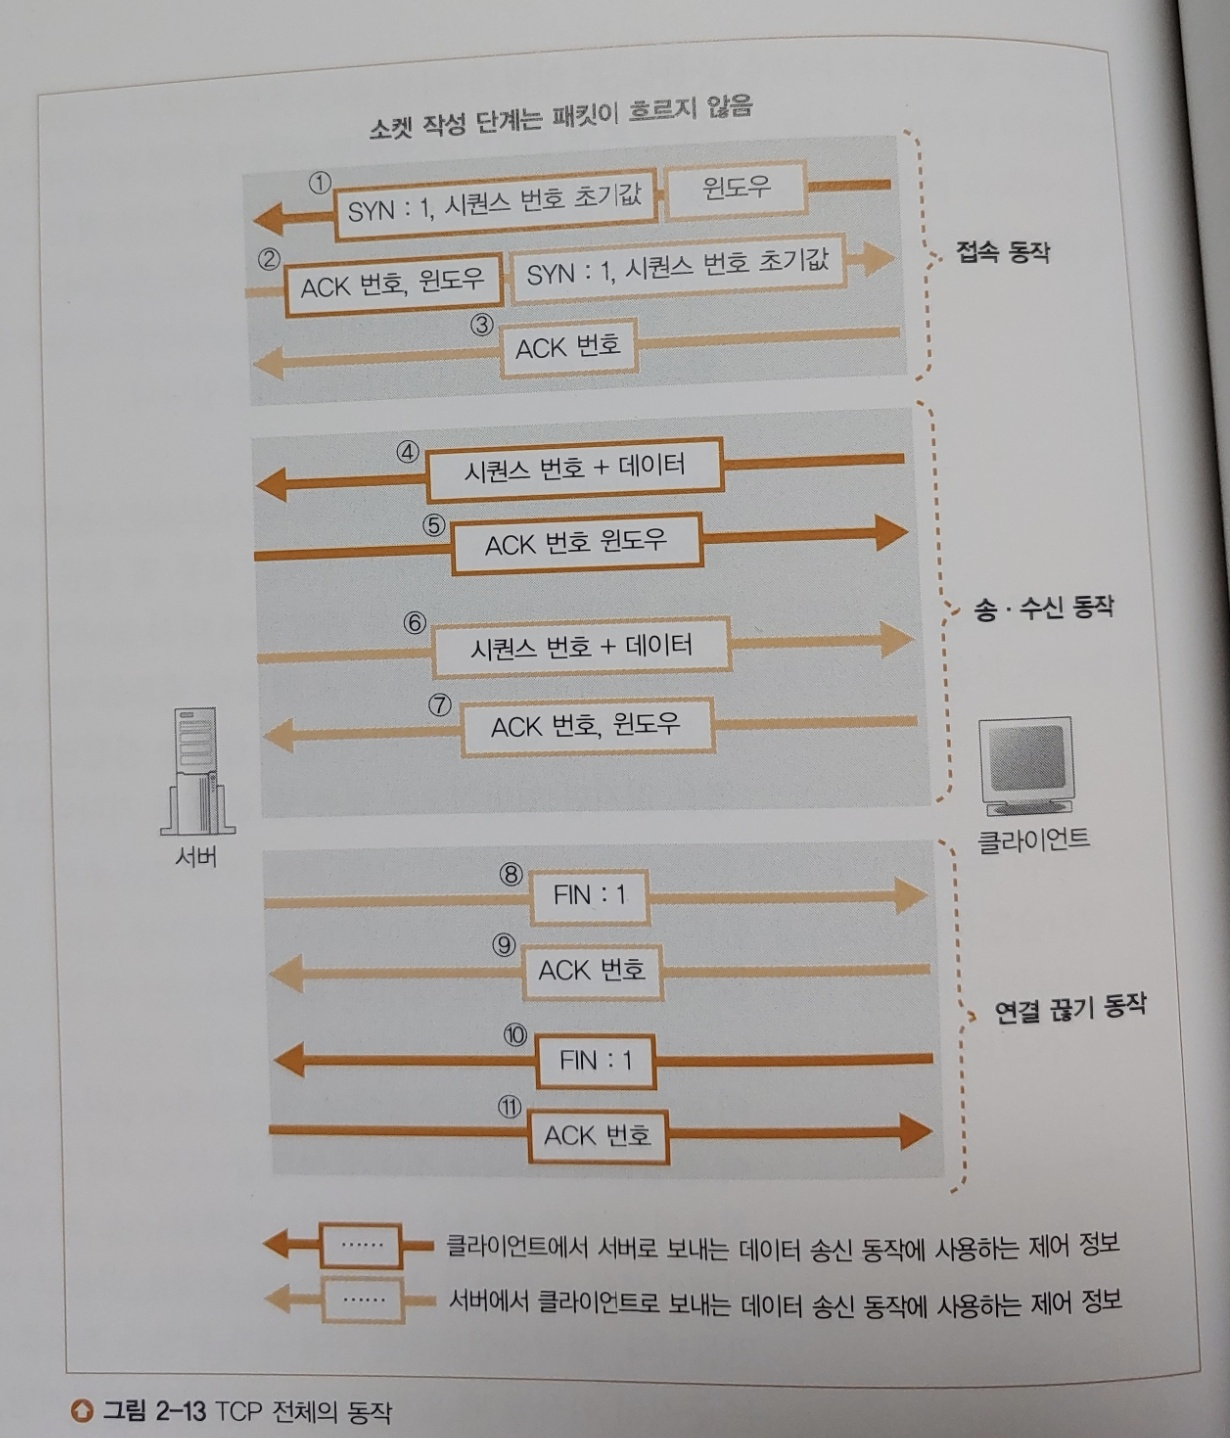 소켓 작성 단계는 패킷이 흐르지 않음
① SYN : 1, 시퀀스 번호 초기값 윈도우
② ACK 번호, 윈도우 SYN : 1, 시퀀스 번호 초기값
접속 동작
③ ACK 번호
④ 시퀀스 번호 + 데이터
⑤ ACK 번호 윈도우
송 · 수신 동작
⑥ 시퀀스 번호 + 데이터
⑦ ACK 번호, 윈도우
서버
클라이언트
⑧ FIN : 1
⑨ ACK 번호
연결 끊기 동작
⑩ FIN : 1
⑪ ACK 번호
…… 클라이언트에서 서버로 보내는 데이터 송신 동작에 사용하는 제어 정보
…… 서버에서 클라이언트로 보내는 데이터 송신 동작에 사용하는 제어 정보
그림 2-13 TCP 전체의 동작